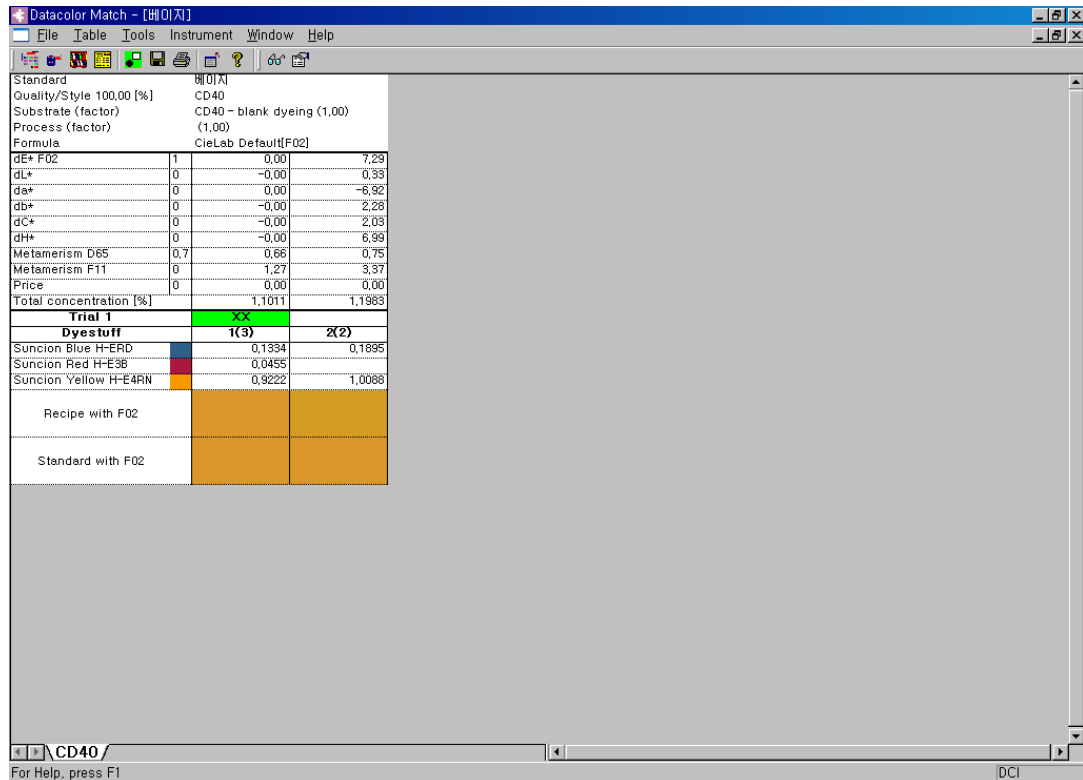 Datacolor Match - [베이지]
File Table Tools Instrument Window Help
Standard 베이지
Quality/Style 100,00 [%] CD40
Substrate (factor) CD40 - blank dyeing (1,00)
Process (factor) (1,00)
Formula CieLab Default[F02]
dE* F02 1 0,00 7,29
dL* 0 -0,00 0,33
da* 0 0,00 -6,92
db* 0 -0,00 2,28
dC* 0 -0,00 2,03
dH* 0 -0,00 6,99
Metamerism D65 0,7 0,66 0,75
Metamerism F11 0 1,27 3,37
Price 0 0,00 0,00
Total concentration [%] 1,1011 1,1983
Trial 1 XX
Dyestuff 1(3) 2(2)
Suncion Blue H-ERD 0,1334 0,1895
Suncion Red H-E3B 0,0455
Suncion Yellow H-E4RN 0,9222 1,0088
Recipe with F02
Standard with F02
CD40
For Help, press F1 DCI